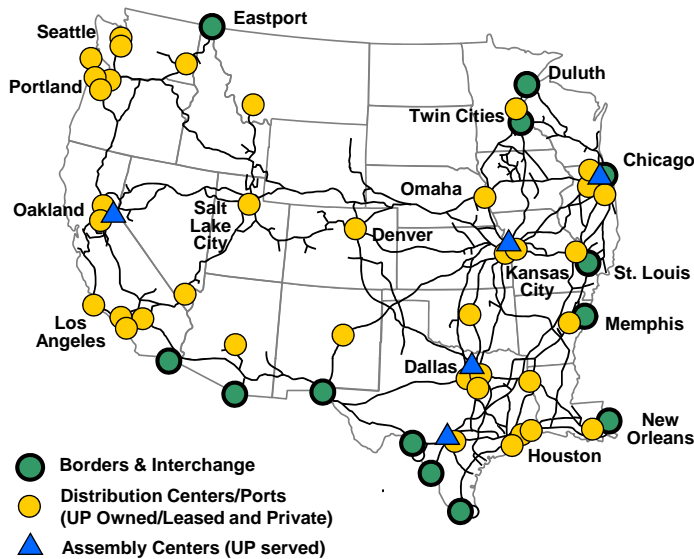 Seattle
Eastport
Portland
Duluth
Twin Cities
Chicago
Omaha
Oakland
Salt
Lake
City
Denver
Kansas
City
St. Louis
Los
Angeles
Memphis
Dallas
New
Orleans
Houston
Borders & Interchange
Distribution Centers/Ports
(UP Owned/Leased and Private)
Assembly Centers (UP served)